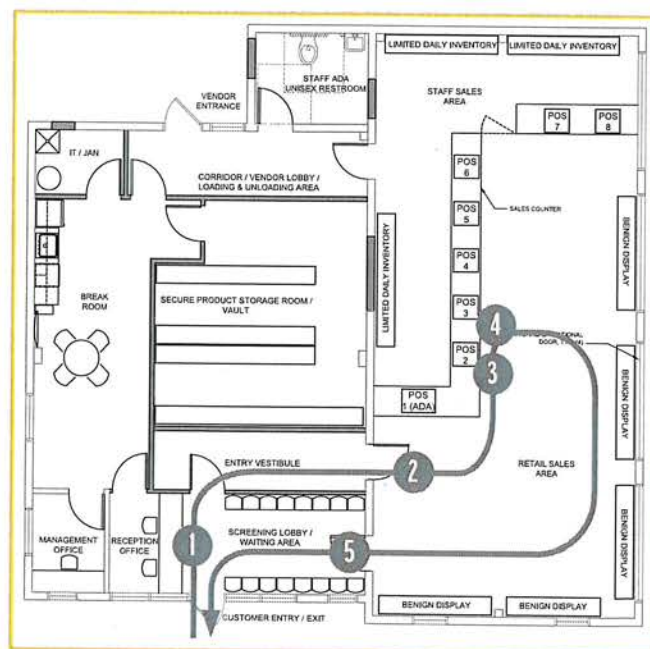 LIMITED DAILY INVENTORY
LIMITED DAILY INVENTORY
STAFF ADA
UNISEX RESTROOM
STAFF SALES
AREA
VENDOR
ENTRANCE
POS
7
POS
8
IT / JAN
CORRIDOR / VENDOR LOBBY /
LOADING & UNLOADING AREA
POS
6
SALES COUNTER
POS
5
LIMITED DAILY INVENTORY
BENIGN DISPLAY
POS
4
BREAK
ROOM
SECURE PRODUCT STORAGE ROOM /
VAULT
POS
3
4
DOOR,
POS
2
3
BENIGN DISPLAY
POS
1 (ADA)
ENTRY VESTIBULE
2
RETAIL SALES
AREA
MANAGEMENT
OFFICE
RECEPTION
OFFICE
1
SCREENING LOBBY /
WAITING AREA
5
BENIGN DISPLAY
BENIGN DISPLAY
BENIGN DISPLAY
CUSTOMER ENTRY / EXIT